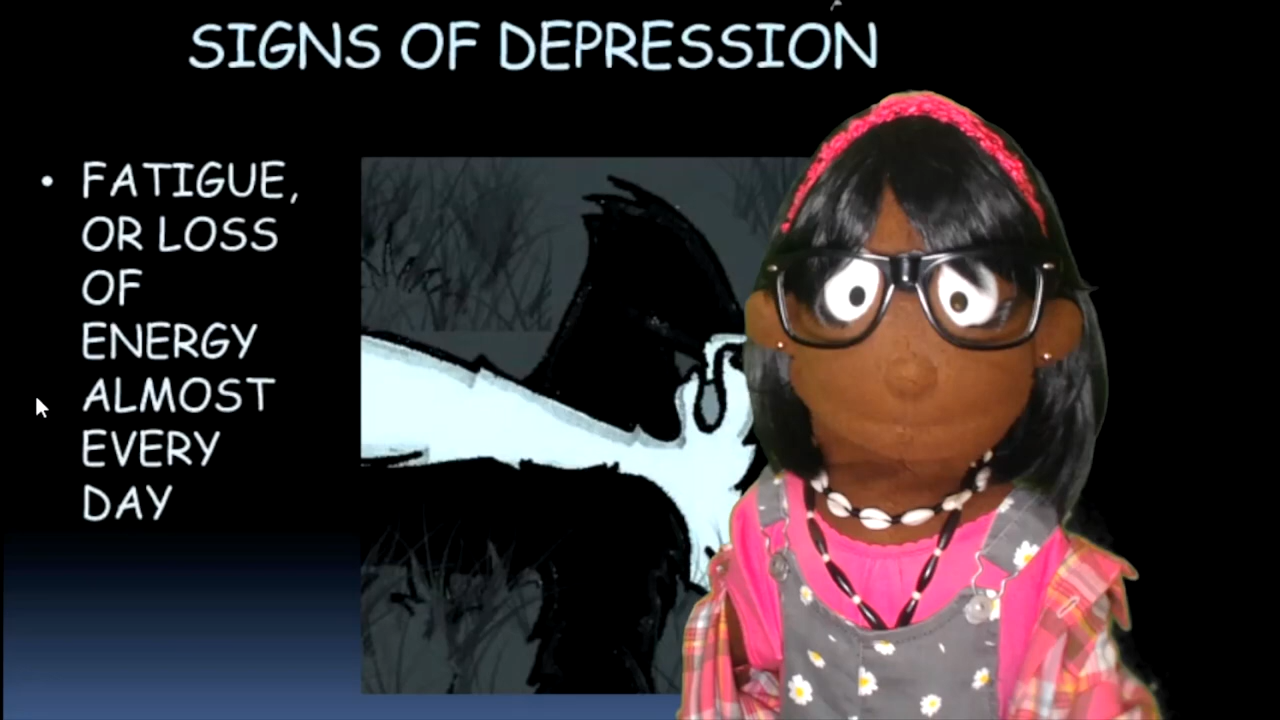 SIGNS OF DEPRESSION
• FATIGUE,
OR LOSS
OF
ENERGY
ALMOST
EVERY
DAY